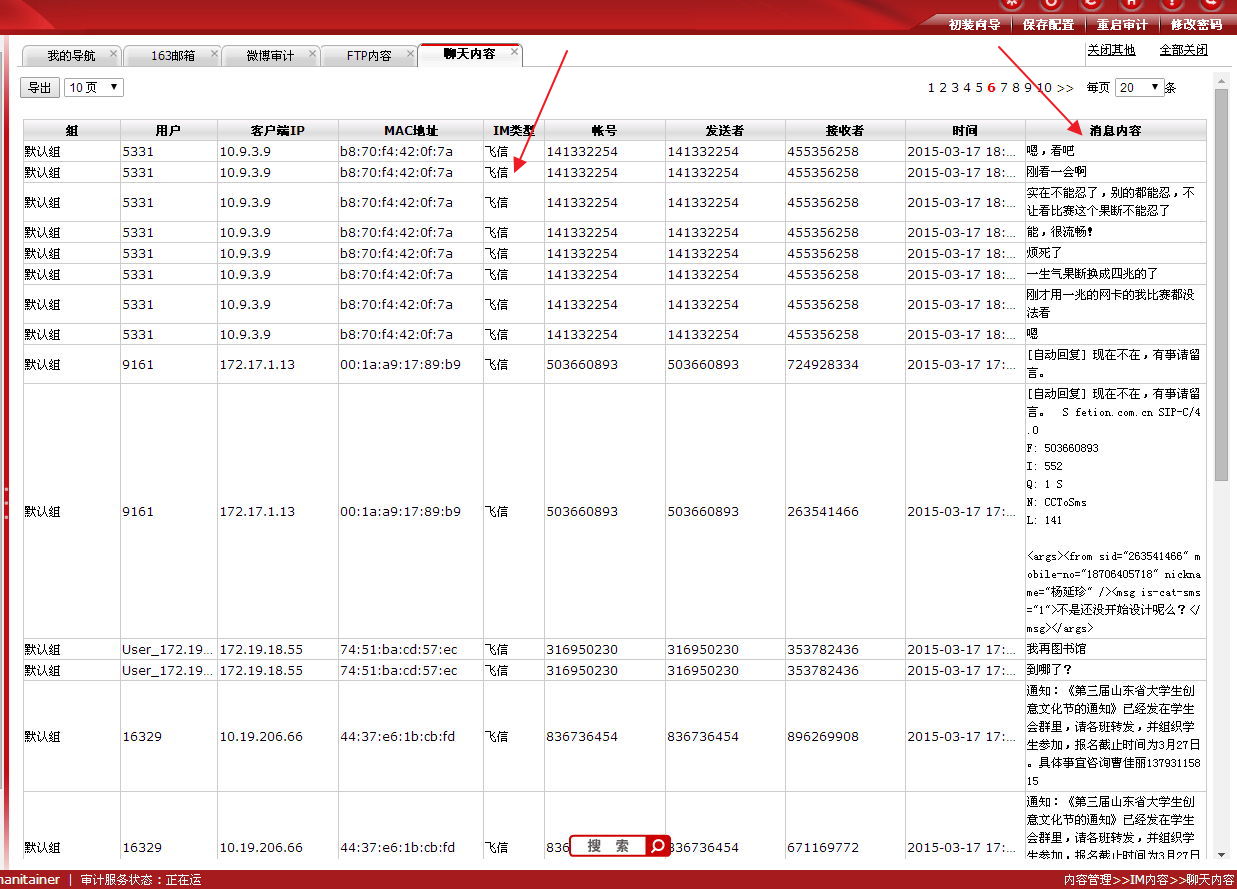 初装向导 保存配置 重启审计 修改密码
我的导航 163邮箱 微博审计 FTP内容 聊天内容 关闭其他 全部关闭
导出 10 页 1 2 3 4 5 6 7 8 9 10 >> 每页 20 条
组 用户 客户端IP MAC地址 IM类型 帐号 发送者 接收者 时间 消息内容
默认组 5331 10.9.3.9 b8:70:f4:42:0f:7a 飞信 141332254 141332254 455356258 2015-03-17 18:... 嗯，看吧
默认组 5331 10.9.3.9 b8:70:f4:42:0f:7a 飞信 141332254 141332254 455356258 2015-03-17 18:... 刚看一会啊
默认组 5331 10.9.3.9 b8:70:f4:42:0f:7a 飞信 141332254 141332254 455356258 2015-03-17 18:... 实在不能忍了，别的都能忍，不
让看比赛这个果断不能忍了
默认组 5331 10.9.3.9 b8:70:f4:42:0f:7a 飞信 141332254 141332254 455356258 2015-03-17 18:... 能，很流畅！
默认组 5331 10.9.3.9 b8:70:f4:42:0f:7a 飞信 141332254 141332254 455356258 2015-03-17 18:... 烦死了
默认组 5331 10.9.3.9 b8:70:f4:42:0f:7a 飞信 141332254 141332254 455356258 2015-03-17 18:... 一生气果断换成四兆的了
默认组 5331 10.9.3.9 b8:70:f4:42:0f:7a 飞信 141332254 141332254 455356258 2015-03-17 18:... 刚才用一兆的网卡的我比赛都没
法看
默认组 5331 10.9.3.9 b8:70:f4:42:0f:7a 飞信 141332254 141332254 455356258 2015-03-17 18:... 嗯
默认组 9161 172.17.1.13 00:1a:a9:17:89:b9 飞信 503660893 503660893 724928334 2015-03-17 17:... [自动回复] 现在不在，有事请留
言。
默认组 9161 172.17.1.13 00:1a:a9:17:89:b9 飞信 503660893 503660893 263541466 2015-03-17 17:... [自动回复] 现在不在，有事请留
言。 S fetion.com.cn SIP-C/4
.0
F: 503660893
I: 552
Q: 1 S
N: CCToSms
L: 141
<args><from sid="263541466" m
obile-no="18706405718" nickna
me="杨延珍" /><msg is-cat-sms
="1">不是还没开始设计呢么？</
msg></args>
默认组 User_172.19... 172.19.18.55 74:51:ba:cd:57:ec 飞信 316950230 316950230 353782436 2015-03-17 17:... 我再图书馆
默认组 User_172.19... 172.19.18.55 74:51:ba:cd:57:ec 飞信 316950230 316950230 353782436 2015-03-17 17:... 到哪了？
默认组 16329 10.19.206.66 44:37:e6:1b:cb:fd 飞信 836736454 836736454 896269908 2015-03-17 17:... 通知：《第三届山东省大学生创
意文化节的通知》已经发在学生
会群里，请各班转发，并组织学
生参加，报名截止时间为3月27日
。具体事宜咨询曹佳丽137931158
15
默认组 16329 10.19.206.66 44:37:e6:1b:cb:fd 飞信 836 836736454 671169772 2015-03-17 17:... 通知：《第三届山东省大学生创
意文化节的通知》已经发在学生
会群里，请各班转发，并组织学
生参加，报名截止时间为3月27日
搜 索
nanitainer | 审计服务状态：正在运 内容管理>>IM内容>>聊天内容